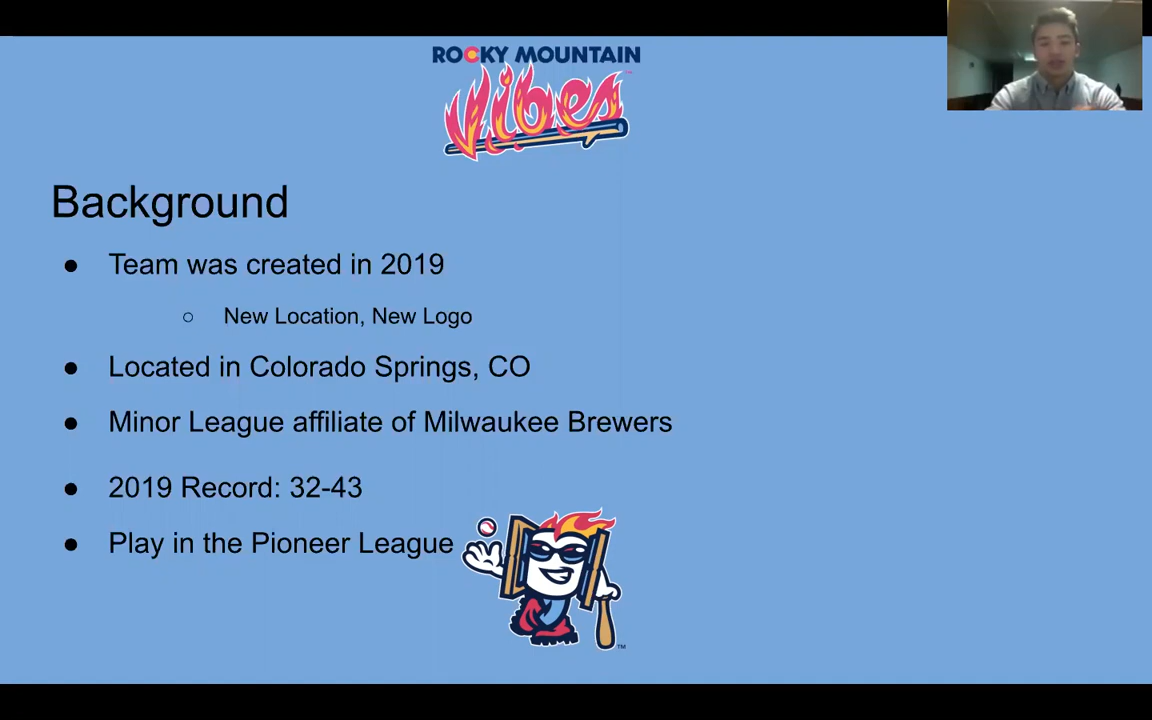 ROCKY MOUNTAIN
Vibes
Background
● Team was created in 2019
○ New Location, New Logo
● Located in Colorado Springs, CO
● Minor League affiliate of Milwaukee Brewers
● 2019 Record: 32-43
● Play in the Pioneer League
TM